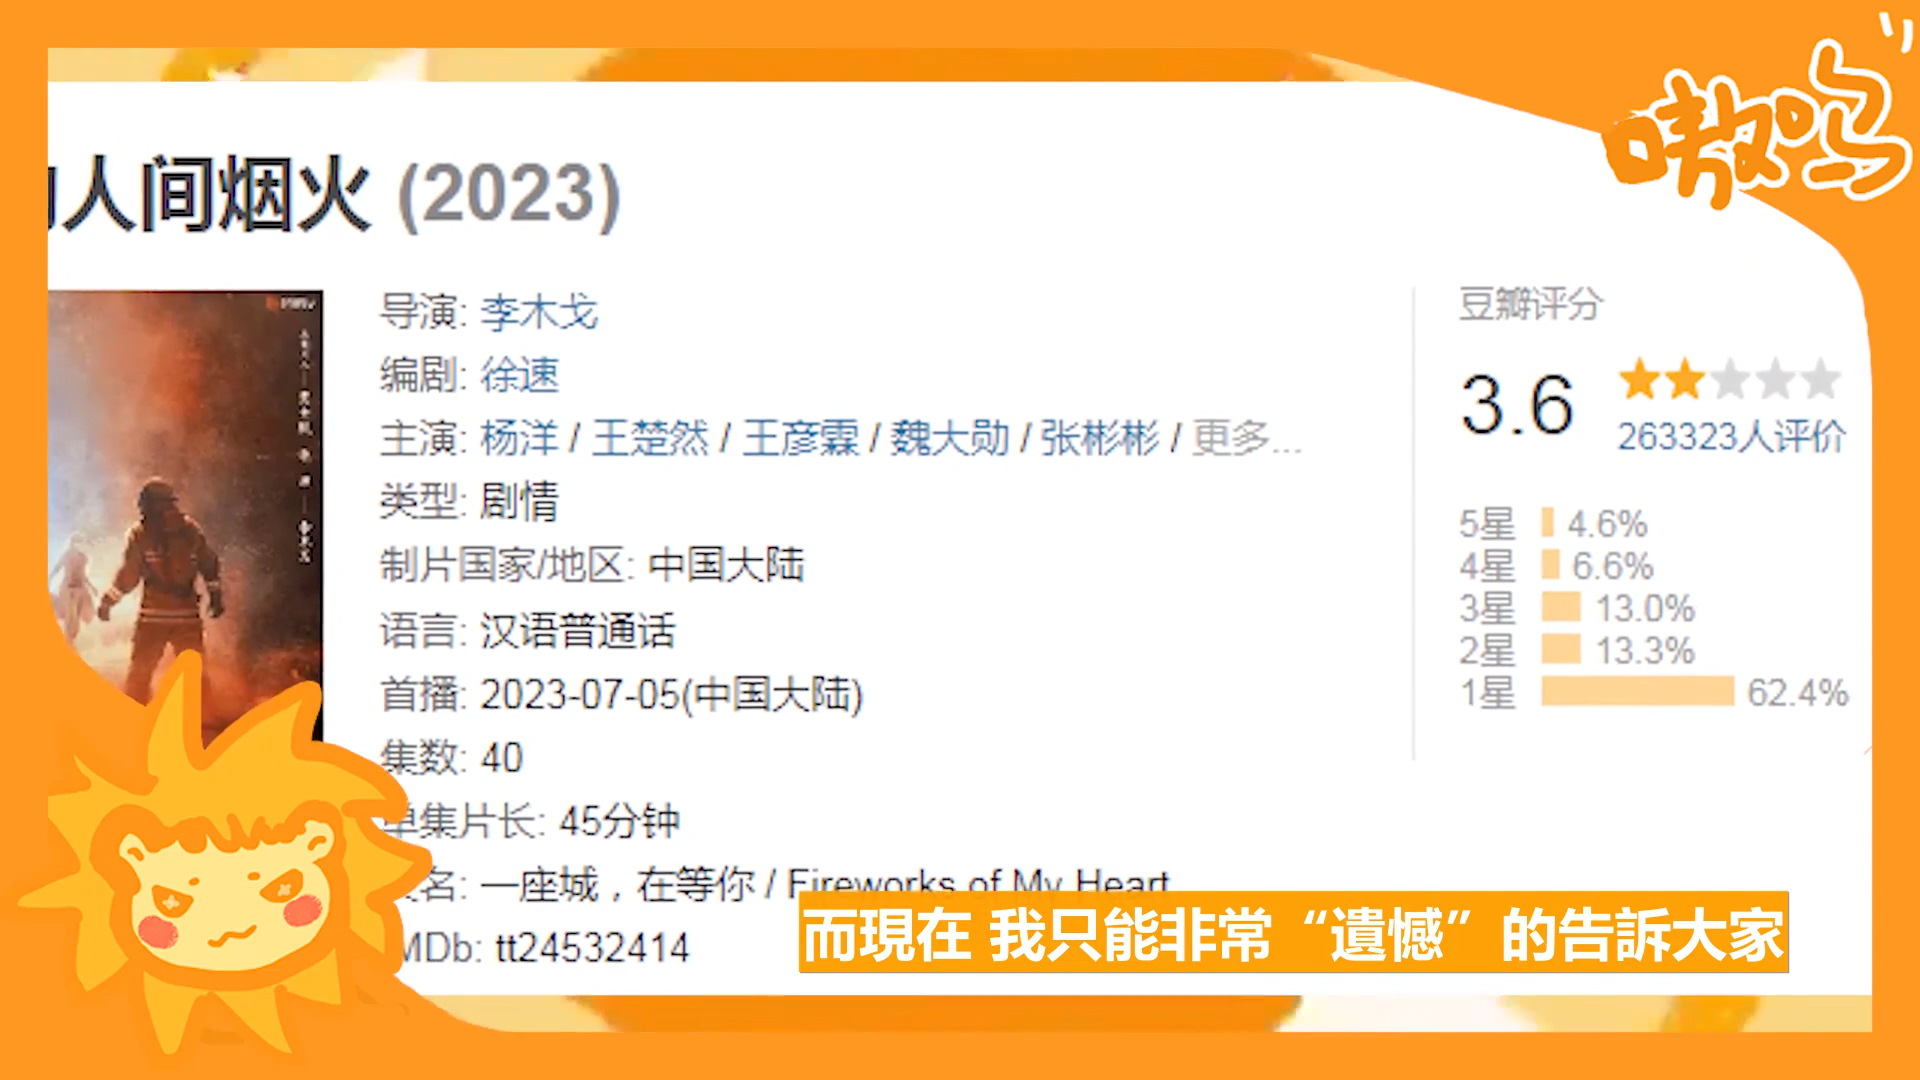 嗷呜
人间烟火 (2023)
导演: 李木戈
编剧: 徐速
主演: 杨洋 / 王楚然 / 王彦霖 / 魏大勋 / 张彬彬 / 更多...
类型: 剧情
制片国家/地区: 中国大陆
语言: 汉语普通话
首播: 2023-07-05(中国大陆)
集数: 40
单集片长: 45分钟
名: 一座城，在等你 / Fireworks of My Heart
MDb: tt24532414
豆瓣评分
3.6
263323人评价
5星 4.6%
4星 6.6%
3星 13.0%
2星 13.3%
1星 62.4%
而現在 我只能非常“遺憾”的告訴大家